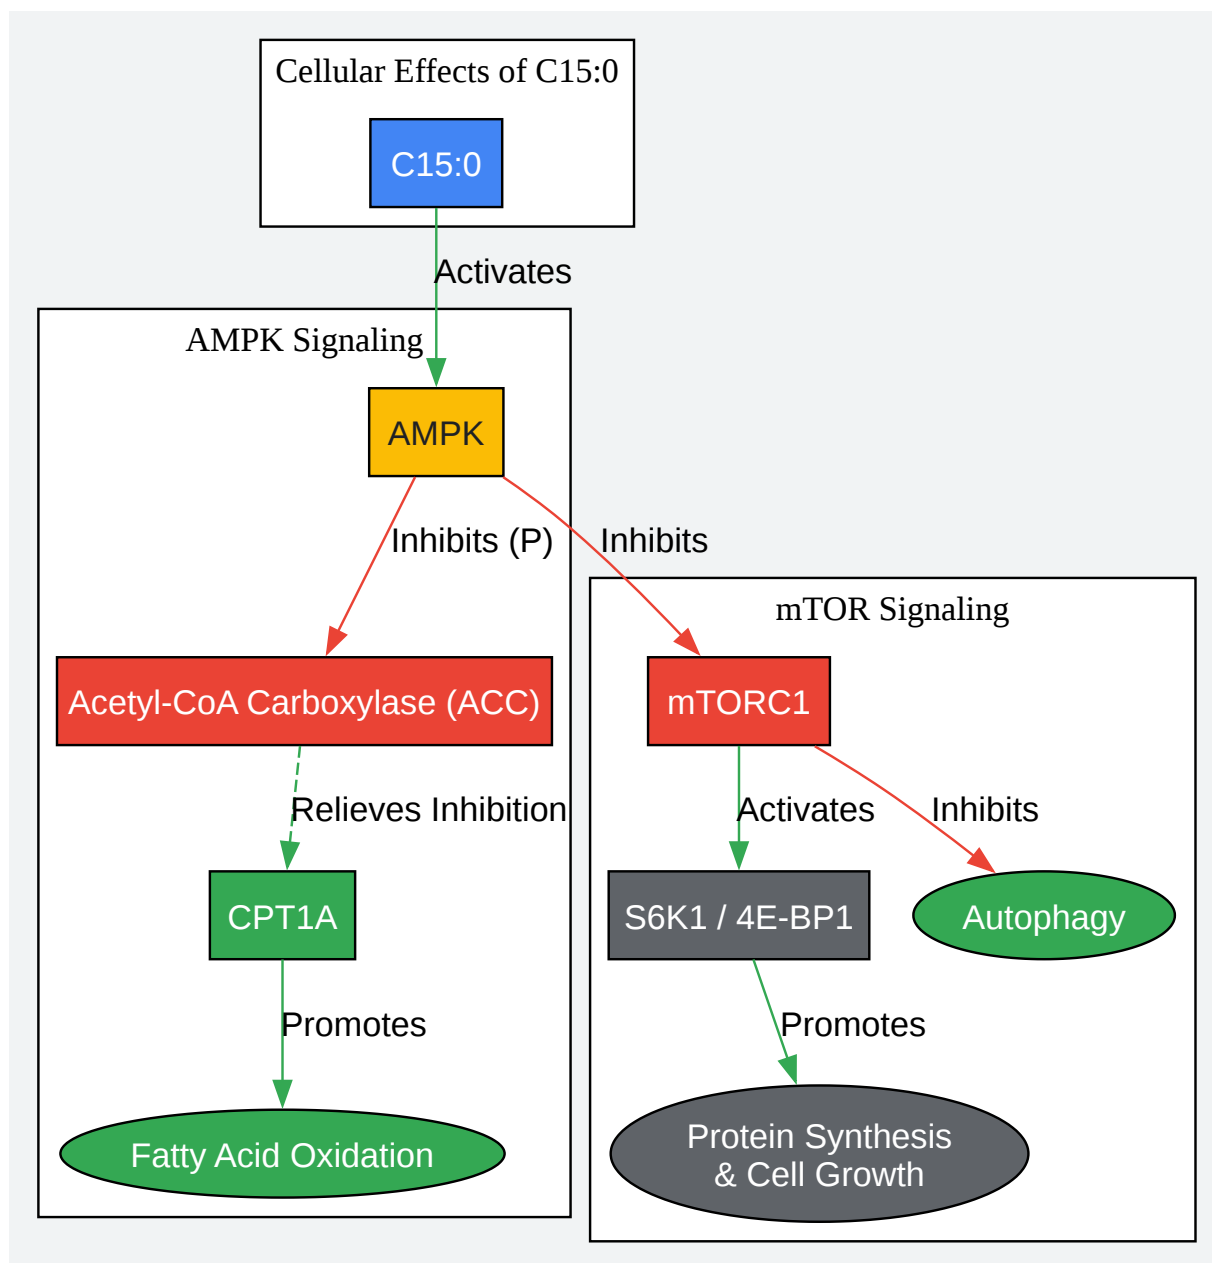 Cellular Effects of C15:0
C15:0
Activates
AMPK Signaling
AMPK
Inhibits (P)
Inhibits
mTOR Signaling
Acetyl-CoA Carboxylase (ACC)
mTORC1
Relieves Inhibition
Activates
Inhibits
CPT1A
S6K1 / 4E-BP1
Autophagy
Promotes
Promotes
Fatty Acid Oxidation
Protein Synthesis
& Cell Growth